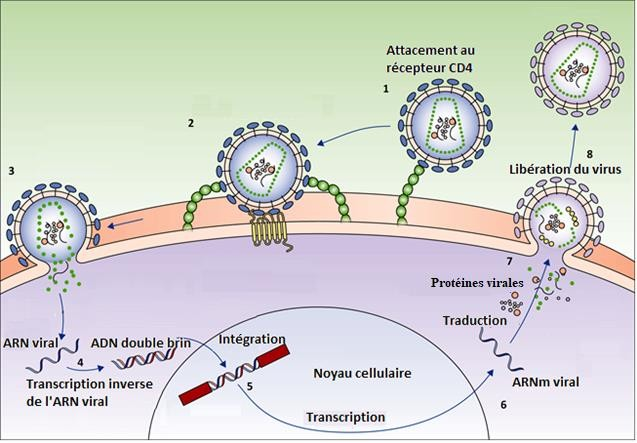 Attacement au
récepteur CD4
1
2
3
8
Libération du virus
7
Protéines virales
Traduction
ARN viral
ADN double brin
Intégration
4
5
Transcription inverse
de l'ARN viral
Noyau cellulaire
ARNm viral
6
Transcription